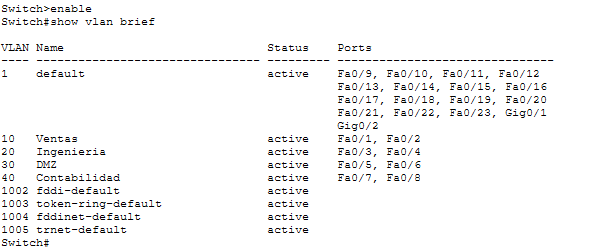 Switch>enable
Switch#show vlan brief
VLAN Name                             Status    Ports
---- -------------------------------- --------- -------------------------------
1    default                          active    Fa0/9, Fa0/10, Fa0/11, Fa0/12
                                                Fa0/13, Fa0/14, Fa0/15, Fa0/16
                                                Fa0/17, Fa0/18, Fa0/19, Fa0/20
                                                Fa0/21, Fa0/22, Fa0/23, Gig0/1
                                                Gig0/2
10   Ventas                           active    Fa0/1, Fa0/2
20   Ingenieria                       active    Fa0/3, Fa0/4
30   DMZ                              active    Fa0/5, Fa0/6
40   Contabilidad                     active    Fa0/7, Fa0/8
1002 fddi-default                     active
1003 token-ring-default               active
1004 fddinet-default                  active
1005 trnet-default                    active
Switch#